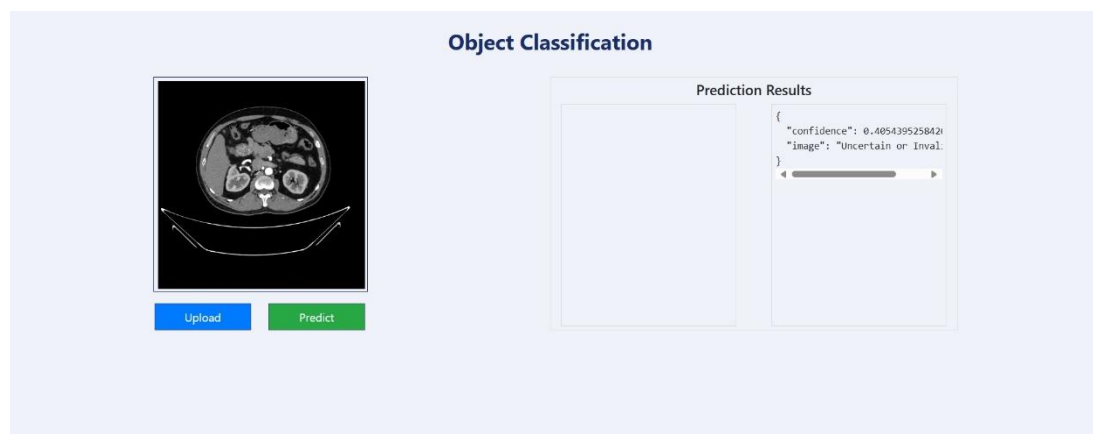 Object Classification
Upload
Predict
Prediction Results
{
"confidence": 0.405439525842
"image": "Uncertain or Inval
}